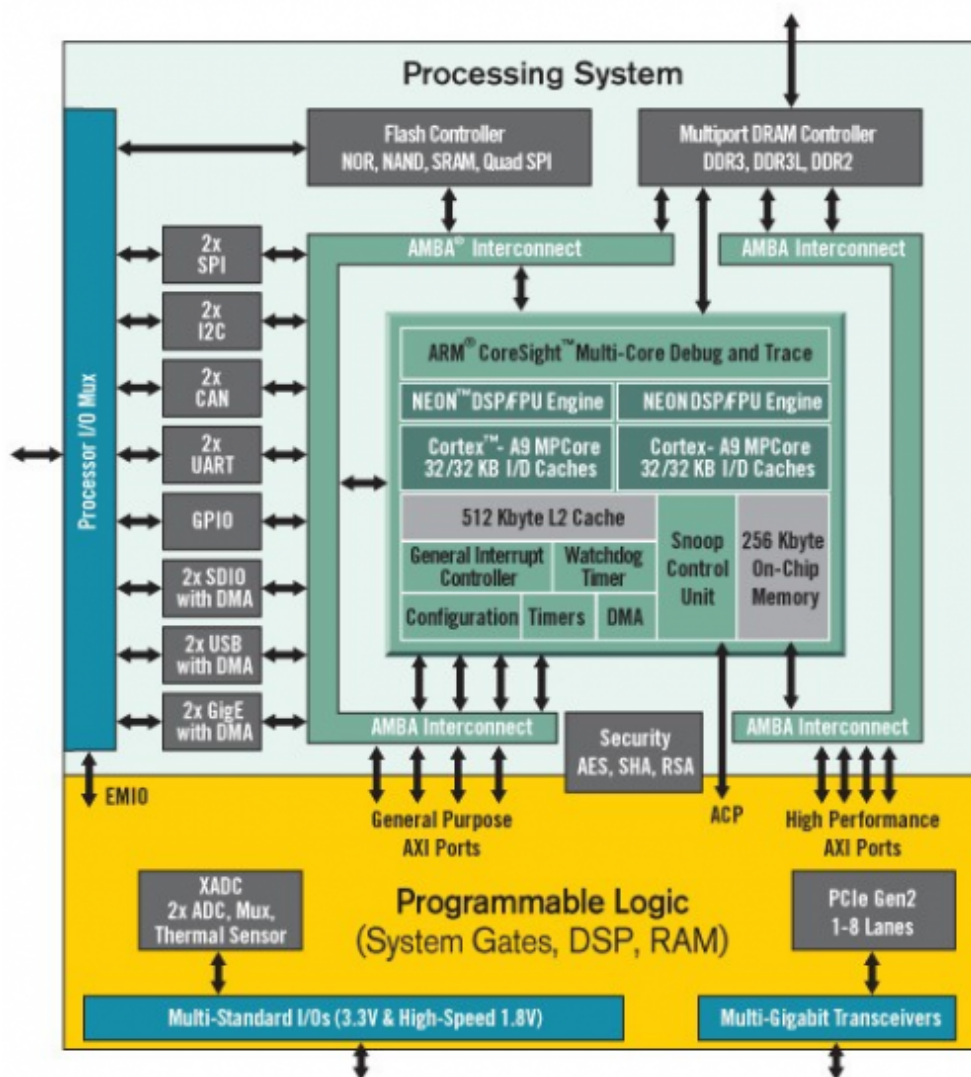 Processing System
Flash Controller
NOR, NAND, SRAM, Quad SPI
Multiport DRAM Controller
DDR3, DDR3L, DDR2
AMBA® Interconnect
AMBA Interconnect
Processor I/O Mux
2x
SPI
2x
I2C
2x
CAN
2x
UART
GPIO
2x SDIO
with DMA
2x USB
with DMA
2x GigE
with DMA
ARM® CoreSight™ Multi-Core Debug and Trace
NEON™ DSP/FPU Engine
NEON DSP/FPU Engine
Cortex™- A9 MPCore
32/32 KB I/D Caches
Cortex- A9 MPCore
32/32 KB I/D Caches
512 Kbyte L2 Cache
General Interrupt
Controller
Watchdog
Timer
Configuration
Timers
DMA
Snoop
Control
Unit
256 Kbyte
On-Chip
Memory
AMBA Interconnect
AMBA Interconnect
Security
AES, SHA, RSA
EMIO
General Purpose
AXI Ports
ACP
High Performance
AXI Ports
XADC
2x ADC, Mux,
Thermal Sensor
Programmable Logic
(System Gates, DSP, RAM)
PCIe Gen2
1-8 Lanes
Multi-Standard I/Os (3.3V & High-Speed 1.8V)
Multi-Gigabit Transceivers